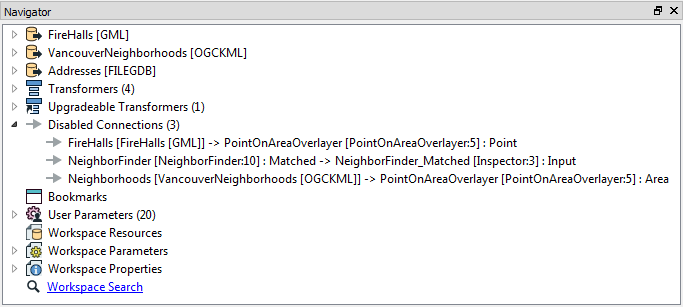 Navigator
FireHalls [GML]
VancouverNeighborhoods [OGCKML]
Addresses [FILEGDB]
Transformers (4)
Upgradeable Transformers (1)
Disabled Connections (3)
FireHalls [FireHalls [GML]] -> PointOnAreaOverlayer [PointOnAreaOverlayer:5] : Point
NeighborFinder [NeighborFinder:10] : Matched -> NeighborFinder_Matched [Inspector:3] : Input
Neighborhoods [VancouverNeighborhoods [OGCKML]] -> PointOnAreaOverlayer [PointOnAreaOverlayer:5] : Area
Bookmarks
User Parameters (20)
Workspace Resources
Workspace Parameters
Workspace Properties
Workspace Search